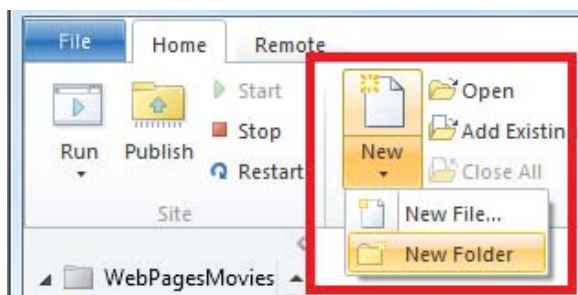 File Home Remote
Start
Stop
Restart
Run
Publish
Site
New
Open
Add Existin
Close All
New File...
New Folder
WebPagesMovies